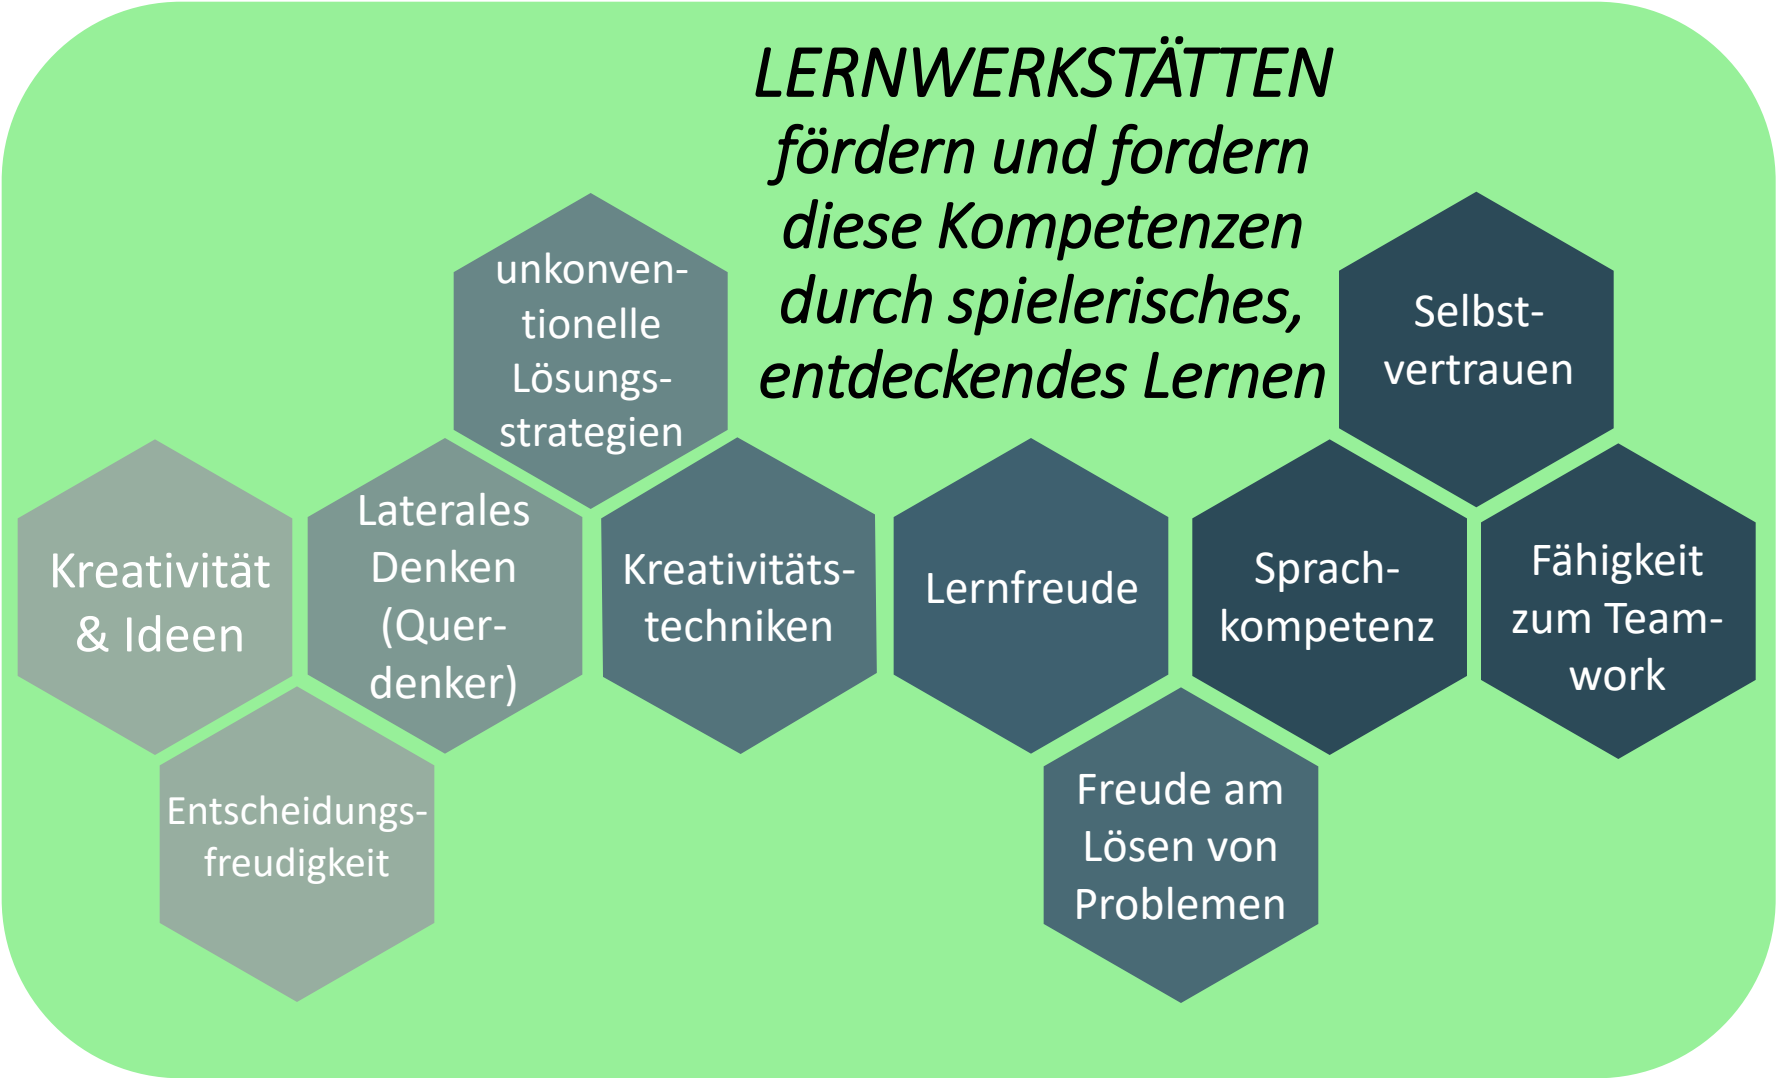 LERNWERKSTÄTTEN
fördern und fordern
diese Kompetenzen
durch spielerisches,
entdeckendes Lernen
unkonven-
tionelle
Lösungs-
strategien
Selbst-
vertrauen
Kreativität
& Ideen
Laterales
Denken
(Quer-
denker)
Kreativitäts-
techniken
Lernfreude
Sprach-
kompetenz
Fähigkeit
zum Team-
work
Entscheidungs-
freudigkeit
Freude am
Lösen von
Problemen